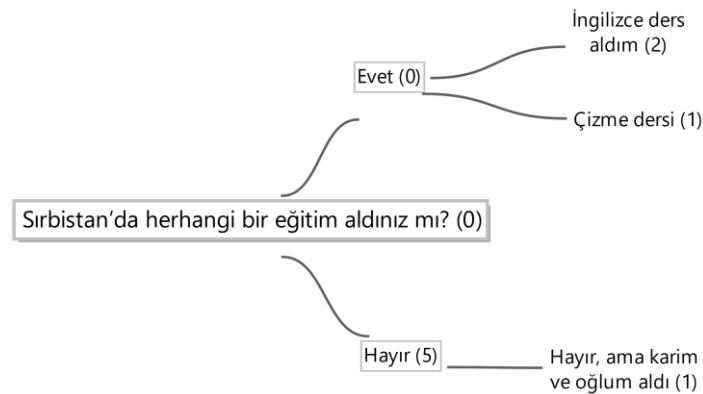 İngilizce ders
aldım (2)
Evet (0)
Çizme dersi (1)
Sırbistan’da herhangi bir eğitim aldınız mı? (0)
Hayır (5)
Hayır, ama karim
ve oğlum aldı (1)